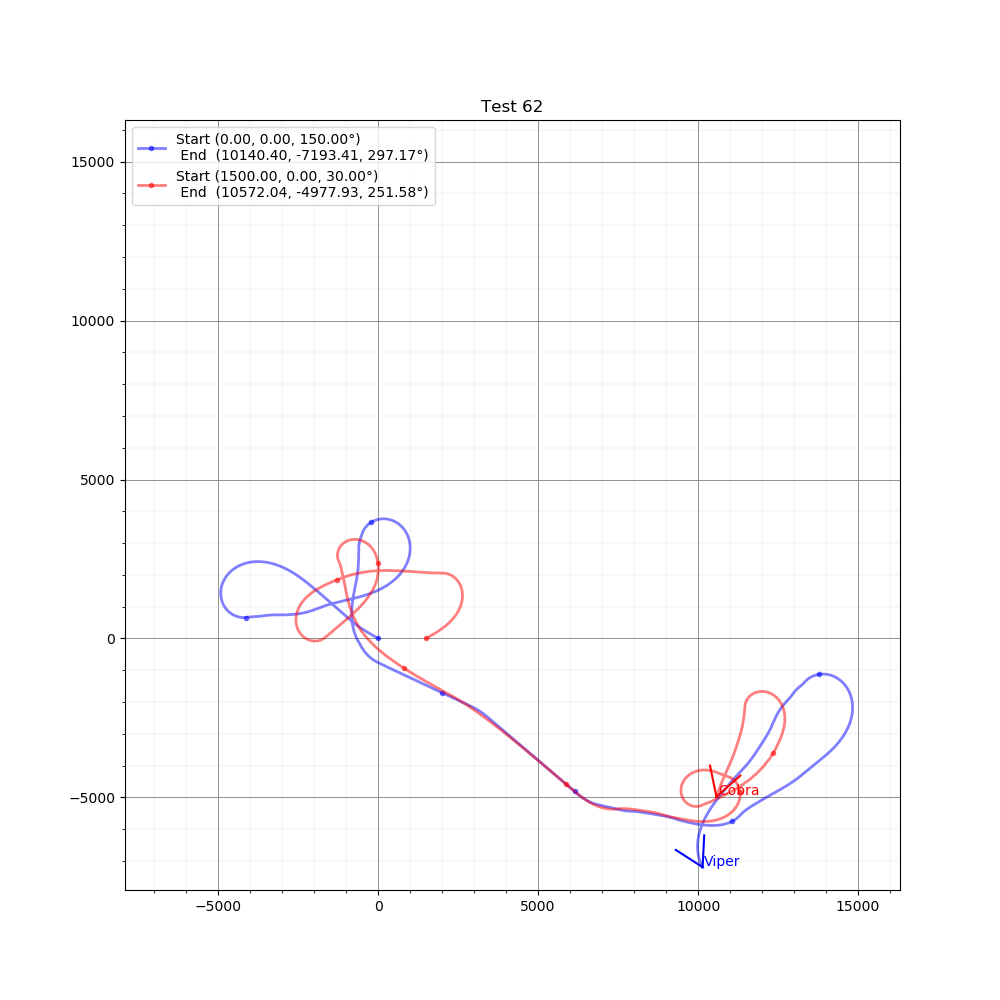 Test 62
Start (0.00, 0.00, 150.00°)
End (10140.40, -7193.41, 297.17°)
Start (1500.00, 0.00, 30.00°)
End (10572.04, -4977.93, 251.58°)
15000
10000
5000
0
−5000
Cobra
Viper
−5000
0
5000
10000
15000